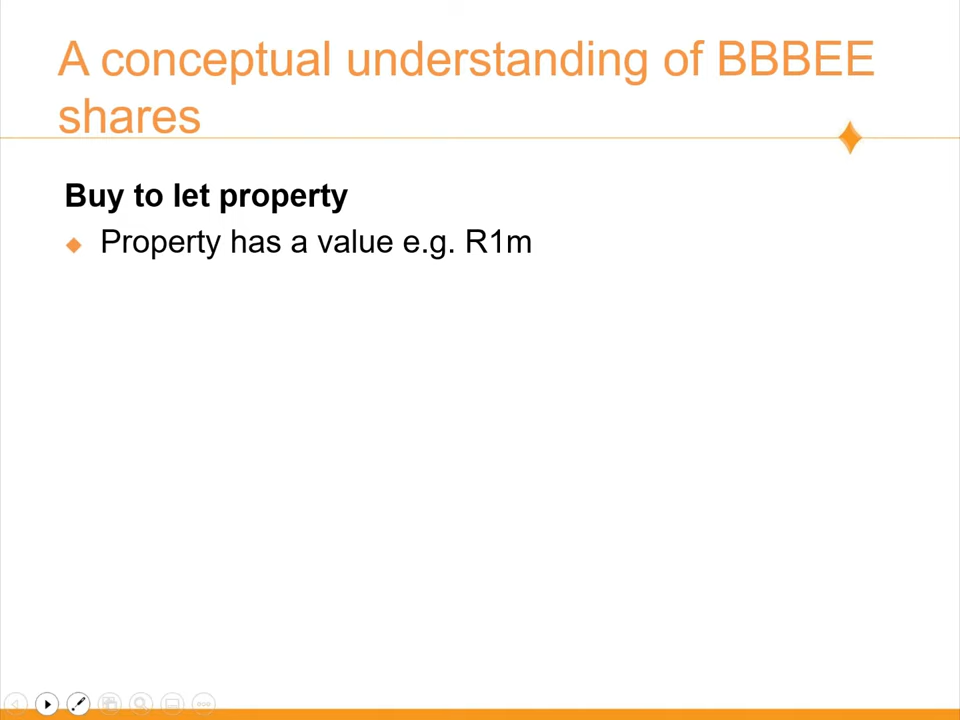 A conceptual understanding of BBBEE
shares
Buy to let property
Property has a value e.g. R1m